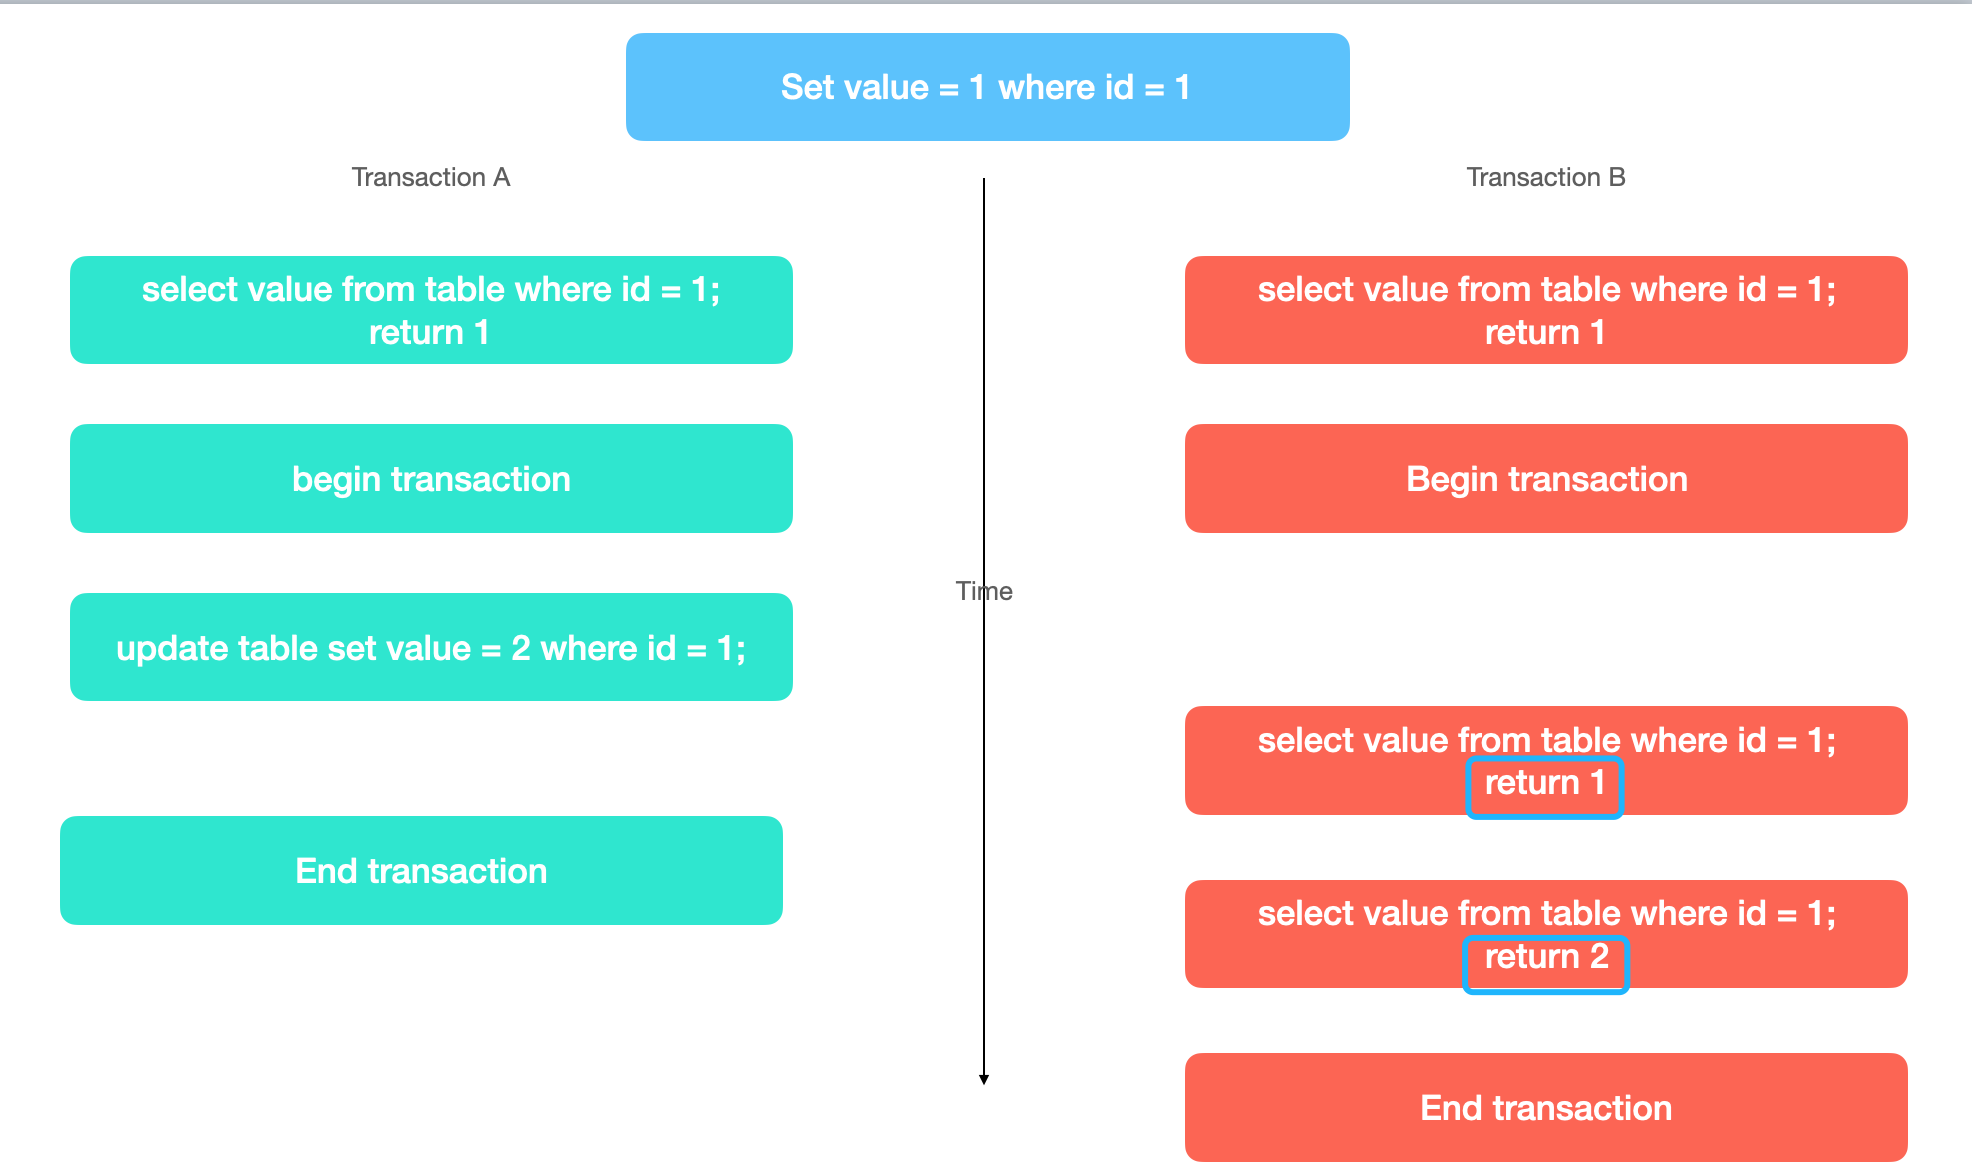 Set value = 1 where id = 1
Transaction A
Transaction B
select value from table where id = 1;
return 1
select value from table where id = 1;
return 1
begin transaction
Begin transaction
Time
update table set value = 2 where id = 1;
select value from table where id = 1;
return 1
End transaction
select value from table where id = 1;
return 2
End transaction